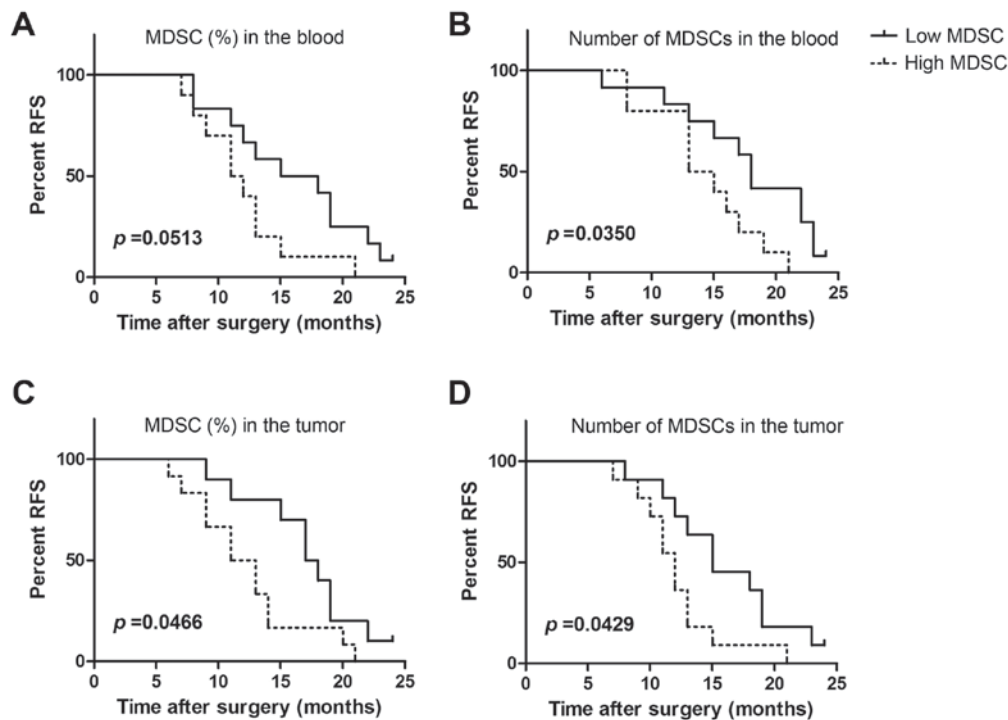 A
MDSC (%) in the blood
Percent RFS
100
50
0
p=0.0513
0 5 10 15 20 25
Time after surgery (months)
B
Number of MDSCs in the blood
Low MDSC
High MDSC
Percent RFS
100
50
0
p=0.0350
0 5 10 15 20 25
Time after surgery (months)
C
MDSC (%) in the tumor
Percent RFS
100
50
0
p=0.0466
0 5 10 15 20 25
Time after surgery (months)
D
Number of MDSCs in the tumor
Percent RFS
100
50
0
p=0.0429
0 5 10 15 20 25
Time after surgery (months)